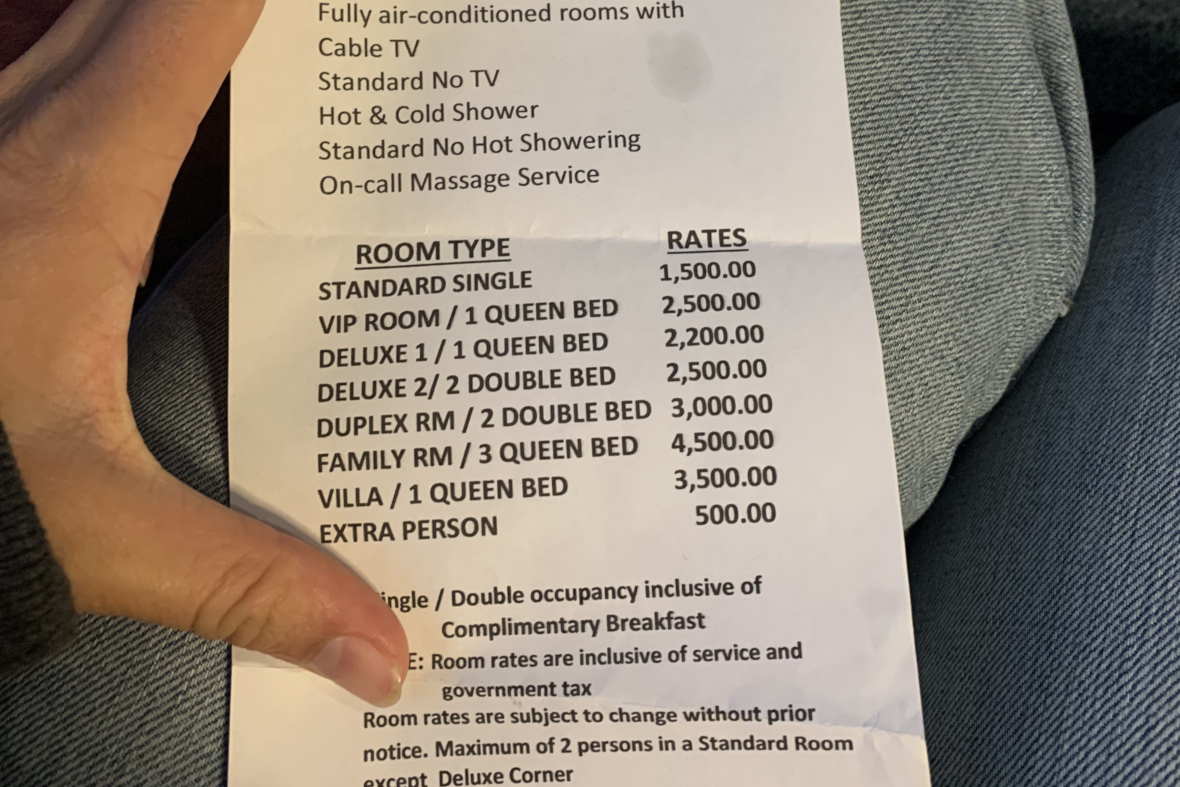 Fully air-conditioned rooms with
Cable TV
Standard No TV
Hot & Cold Shower
Standard No Hot Showering
On-call Massage Service
ROOM TYPE RATES
STANDARD SINGLE 1,500.00
VIP ROOM / 1 QUEEN BED 2,500.00
DELUXE 1 / 1 QUEEN BED 2,200.00
DELUXE 2/ 2 DOUBLE BED 2,500.00
DUPLEX RM / 2 DOUBLE BED 3,000.00
FAMILY RM / 3 QUEEN BED 4,500.00
VILLA / 1 QUEEN BED 3,500.00
EXTRA PERSON 500.00
/ Double occupancy inclusive of
Complimentary Breakfast
Room rates are inclusive of service and
government tax
Room rates are subject to change without prior
notice. Maximum of 2 persons in a Standard Room
except Deluxe Corner